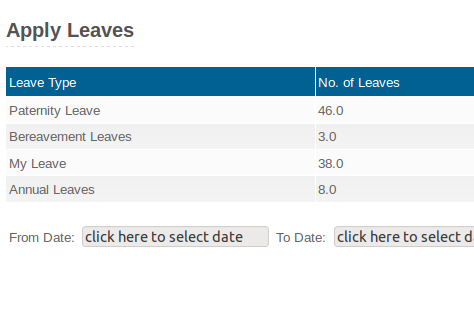 Apply Leaves
Leave Type No. of Leaves
Paternity Leave 46.0
Bereavement Leaves 3.0
My Leave 38.0
Annual Leaves 8.0
From Date: click here to select date To Date: click here to select d